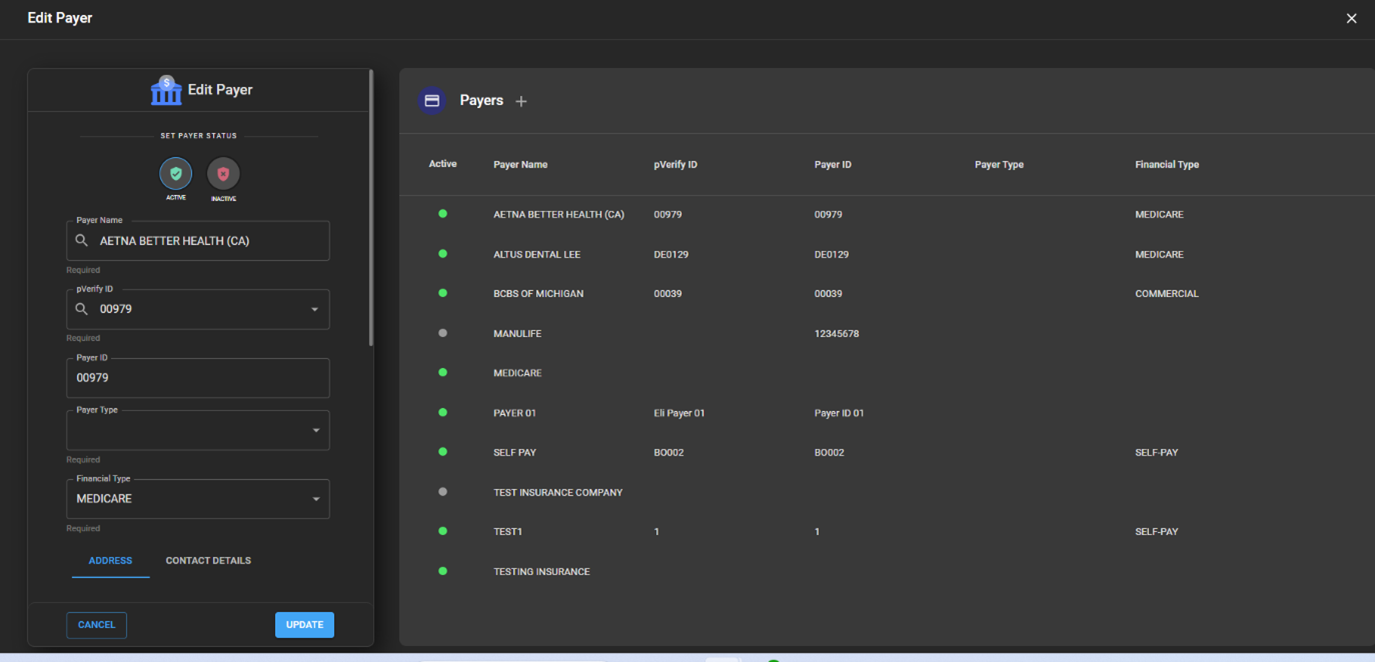 Edit Payer
$
Edit Payer
SET PAYER STATUS
ACTIVE INACTIVE
Payer Name
AETNA BETTER HEALTH (CA)
Required
pVerify ID
00979
Required
Payer ID
00979
Payer Type
Required
Financial Type
MEDICARE
Required
ADDRESS CONTACT DETAILS
CANCEL UPDATE
Payers +
Active Payer Name pVerify ID Payer ID Payer Type Financial Type
AETNA BETTER HEALTH (CA) 00979 00979 MEDICARE
ALTUS DENTAL LEE DE0129 DE0129 MEDICARE
BCBS OF MICHIGAN 00039 00039 COMMERCIAL
MANULIFE 12345678
MEDICARE
PAYER 01 Eli Payer 01 Payer ID 01
SELF PAY BO002 BO002 SELF-PAY
TEST INSURANCE COMPANY
TEST1 1 1 SELF-PAY
TESTING INSURANCE